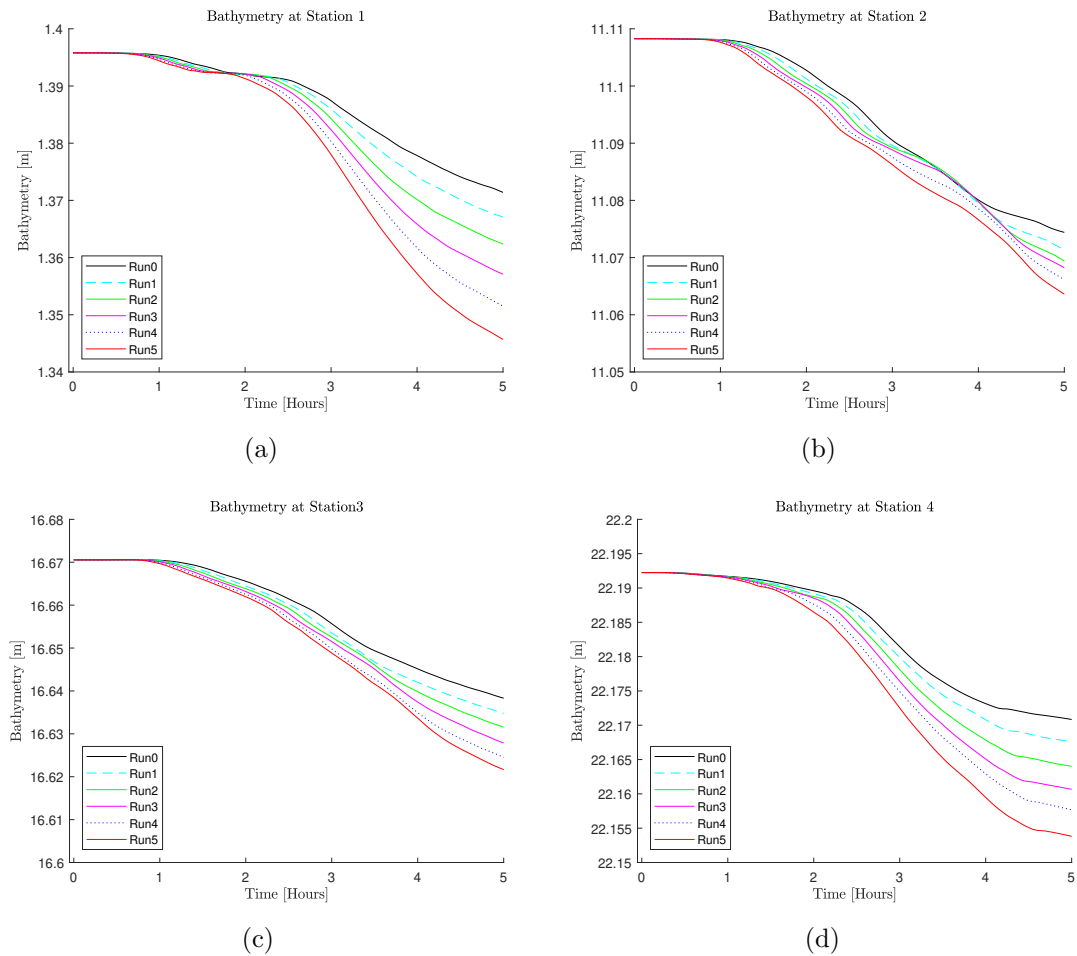 Bathymetry at Station 1
1.4
1.39
1.38
1.37
1.36
1.35
1.34
Bathymetry [m]
Run0
Run1
Run2
Run3
Run4
Run5
0 1 2 3 4 5
Time [Hours]
(a)
Bathymetry at Station 2
11.11
11.1
11.09
11.08
11.07
11.06
11.05
Bathymetry [m]
Run0
Run1
Run2
Run3
Run4
Run5
0 1 2 3 4 5
Time [Hours]
(b)
Bathymetry at Station3
16.68
16.67
16.66
16.65
16.64
16.63
16.62
16.61
16.6
Bathymetry [m]
Run0
Run1
Run2
Run3
Run4
Run5
0 1 2 3 4 5
Time [Hours]
(c)
Bathymetry at Station 4
22.2
22.195
22.19
22.185
22.18
22.175
22.17
22.165
22.16
22.155
22.15
Bathymetry [m]
Run0
Run1
Run2
Run3
Run4
Run5
0 1 2 3 4 5
Time [Hours]
(d)